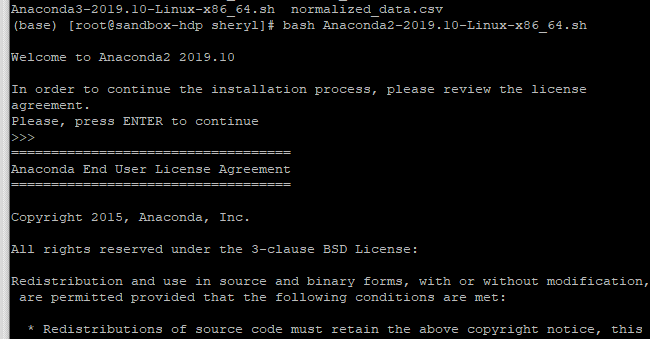 Anaconda3-2019.10-Linux-x86_64.sh  normalized_data.csv
(base) [root@sandbox-hdp sheryl]# bash Anaconda2-2019.10-Linux-x86_64.sh

Welcome to Anaconda2 2019.10

In order to continue the installation process, please review the license
agreement.
Please, press ENTER to continue
>>>
===================================
Anaconda End User License Agreement
===================================

Copyright 2015, Anaconda, Inc.

All rights reserved under the 3-clause BSD License:

Redistribution and use in source and binary forms, with or without modification,
 are permitted provided that the following conditions are met:

  * Redistributions of source code must retain the above copyright notice, this